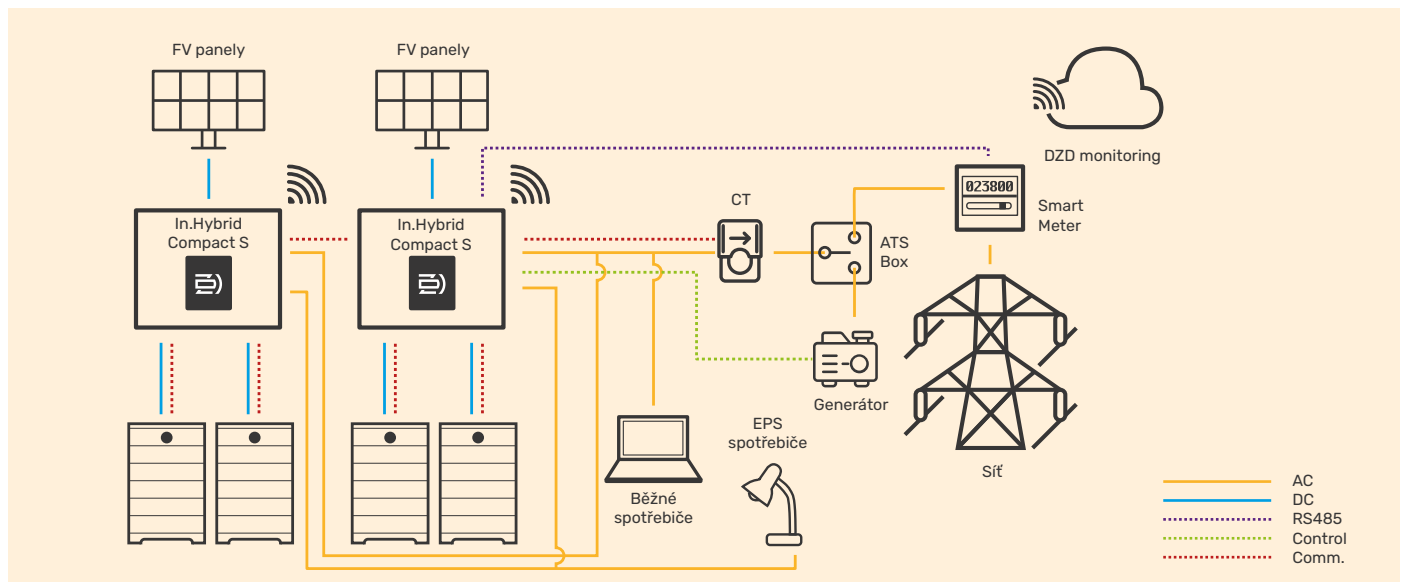 FV panely
FV panely
DZD monitoring
In.Hybrid
Compact S
In.Hybrid
Compact S
CT
ATS
Box
023800
Smart
Meter
Generátor
EPS
spotřebiče
Běžné
spotřebiče
Síť
AC
DC
RS485
Control
Comm.